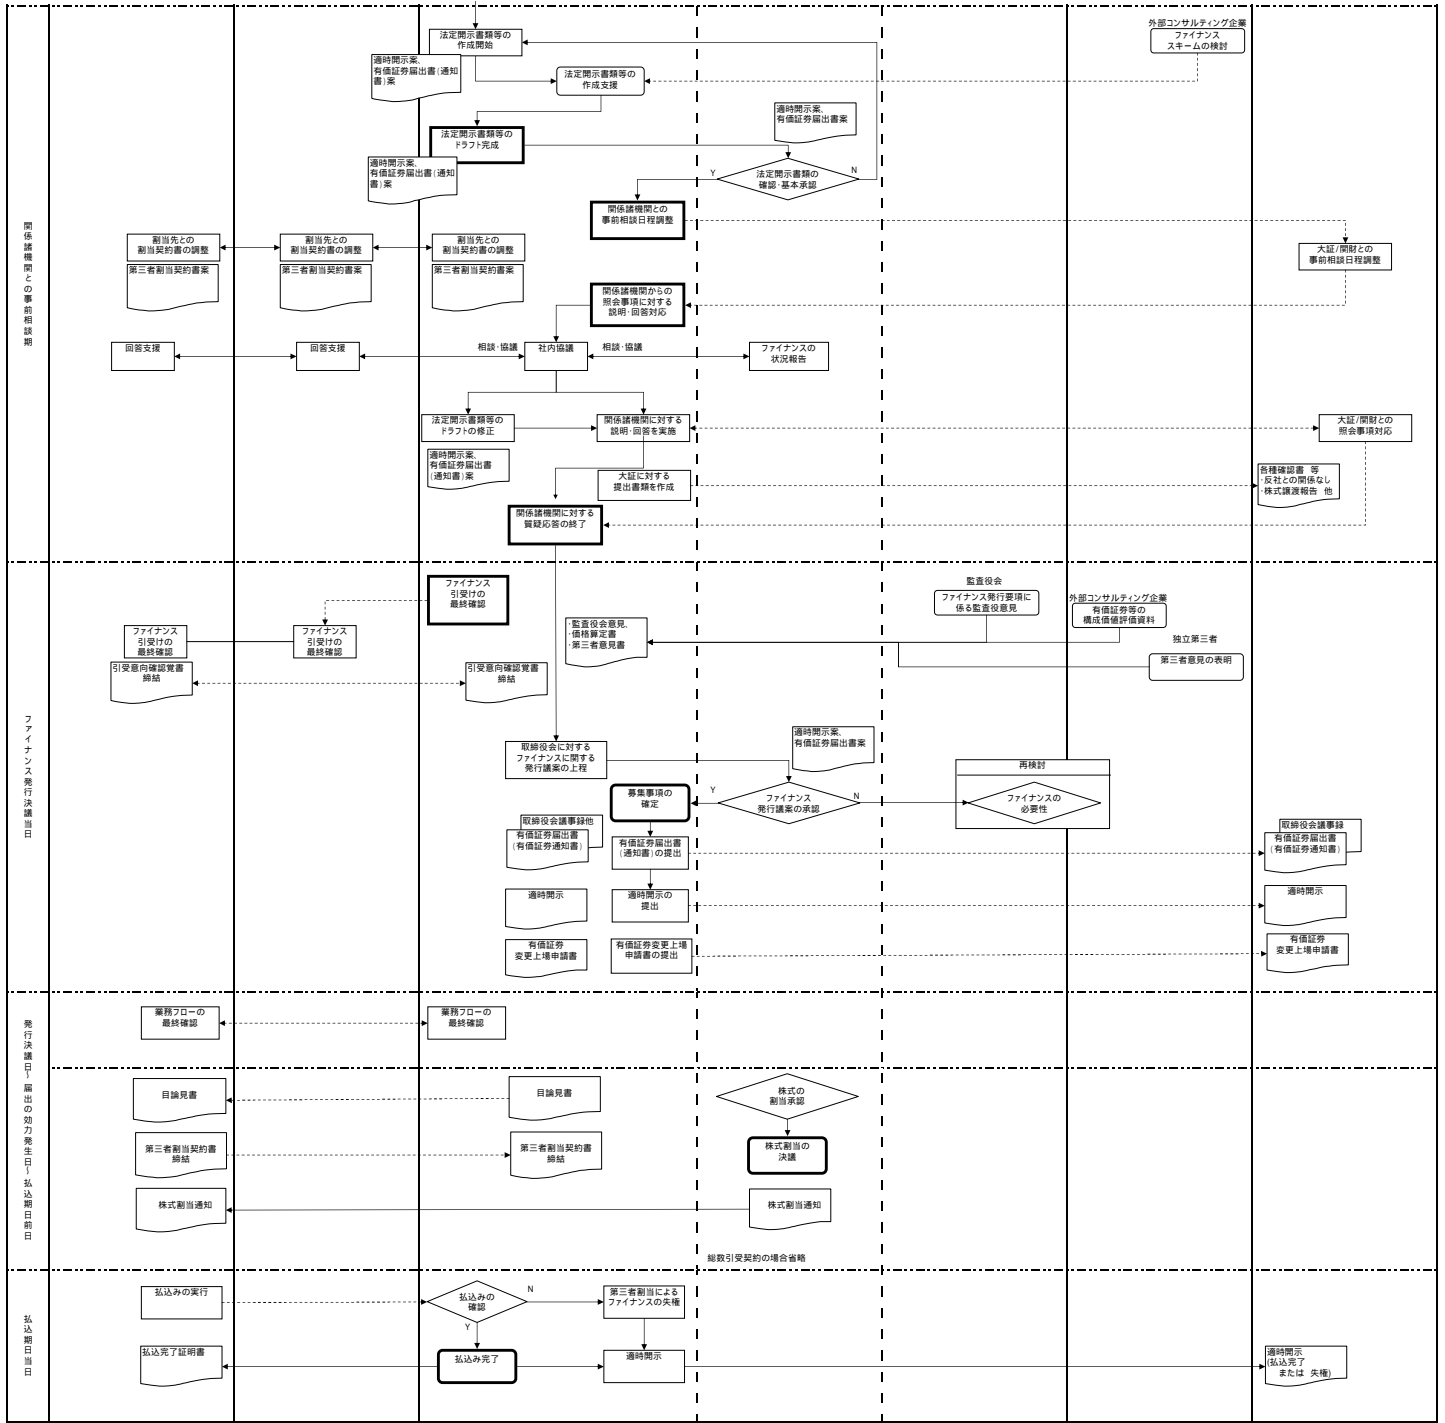 外部コンサルティング企業
ファイナンス
スキームの検討
法定開示書類等の
作成開始
適時開示案、
有価証券届出書(通知
書)案
法定開示書類等の
作成支援
適時開示案、
有価証券届出書案
法定開示書類等の
ドラフト完成
適時開示案、
有価証券届出書(通知
書)案
法定開示書類の
確認・基本承認
Y
N
関係諸機関との事前相談期
関係諸機関との
事前相談日程調整
割当先との
割当契約書の調整
割当先との
割当契約書の調整
割当先との
割当契約書の調整
大証/関財との
事前相談日程調整
第三者割当契約書案
第三者割当契約書案
第三者割当契約書案
関係諸機関からの
照会事項に対する
説明・回答対応
回答支援
回答支援
相談・協議
社内協議
相談・協議
ファイナンスの
状況報告
法定開示書類等の
ドラフトの修正
関係諸機関に対する
説明・回答を実施
大証/関財との
照会事項対応
適時開示案、
有価証券届出書
(通知書)案
大証に対する
提出書類を作成
各種確認書 等
・反社との関係なし
・株式譲渡報告 他
関係諸機関に対する
質疑応答の終了
ファイナンス発行決議当日
ファイナンス
引受けの
最終確認
監査役会
ファイナンス発行要項に
係る監査役意見
外部コンサルティング企業
有価証券等の
構成価値評価資料
ファイナンス
引受けの
最終確認
ファイナンス
引受けの
最終確認
・監査役会意見、
・価格算定書
・第三者意見書
独立第三者
第三者意見の表明
引受意向確認覚書
締結
引受意向確認覚書
締結
取締役会に対する
ファイナンスに関する
発行議案の上程
適時開示案、
有価証券届出書案
再検討
ファイナンスの
必要性
募集事項の
確定
Y
ファイナンス
発行議案の承認
N
取締役会議事録他
有価証券届出書
(有価証券通知書)
有価証券届出書
(通知書)の提出
取締役会議事録
有価証券届出書
(有価証券通知書)
適時開示
適時開示の
提出
適時開示
有価証券
変更上場申請書
有価証券変更上場
申請書の提出
有価証券
変更上場申請書
発行決議日~届出の効力発生日~払込期日前日
業務フローの
最終確認
業務フローの
最終確認
目論見書
目論見書
株式の
割当承認
第三者割当契約書
締結
第三者割当契約書
締結
株式割当の
決議
株式割当通知
株式割当通知
総数引受契約の場合省略
払込期日当日
払込みの実行
払込みの
確認
N
Y
第三者割当による
ファイナンスの失権
払込完了証明書
払込み完了
適時開示
適時開示
(払込完了
または 失権)